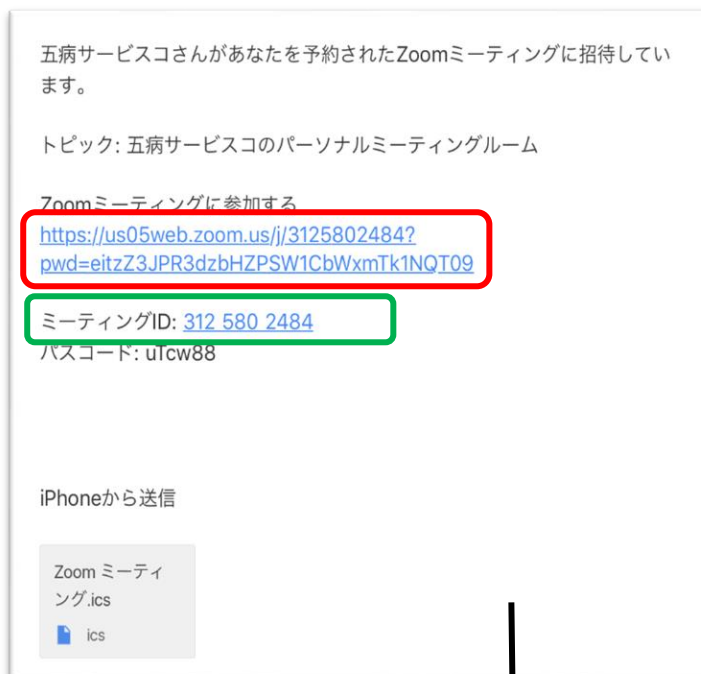 五病サービスコさんがあなたを予約されたZoomミーティングに招待してい
ます。
トピック: 五病サービスコのパーソナルミーティングルーム
Zoomミーティングに参加する
https://us05web.zoom.us/j/3125802484?
pwd=eitzZ3JPR3dzbHZPSW1CbWxmTk1NQT09
ミーティングID: 312 580 2484
パスコード: uTcw88
iPhoneから送信
Zoom ミーティ
ング.ics
ics